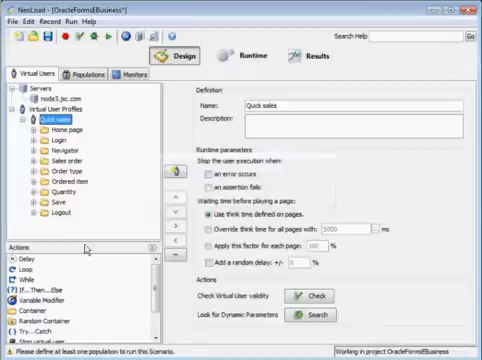 NeoLoad - [OracleFormsEBusiness*]
File Edit Record Run Help
Search Help
Go
Design
Runtime
Results
Virtual Users
Populations
Monitors
Servers
node3.jsc.com
Virtual User Profiles
Quick sales
Home page
Login
Navigator
Sales order
Order type
Ordered item
Quantity
Save
Logout
Actions
Delay
Loop
While
If...Then...Else
Variable Modifier
Container
Random Container
Try...Catch
Stop virtual user
Definition
Name: Quick sales
Description:
Runtime parameters
Stop the user execution when:
an error occurs
an assertion fails
Waiting time before playing a page:
Use think time defined on pages.
Override think time for all pages with: 5000 ... ms
Apply this factor for each page: 100 %
Add a random delay: +/- 0 %
Actions
Check Virtual User validity Check
Look for Dynamic Parameters Search
Please define at least one population to run this Scenario.
Working in project OracleFormsEBusiness